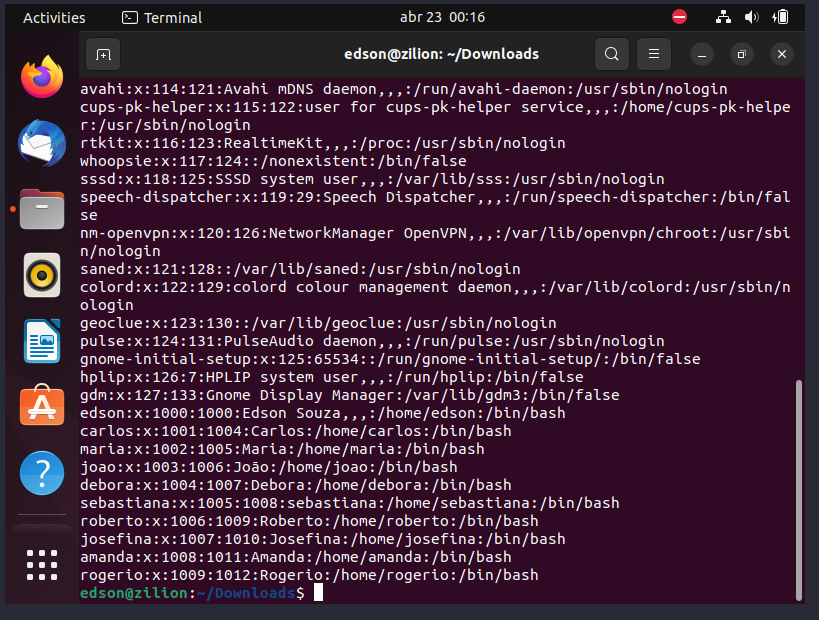 Activities
Terminal
abr 23 00:16
edson@zilion: ~/Downloads
avahi:x:114:121:Avahi mDNS daemon,,,:/run/avahi-daemon:/usr/sbin/nologin
cups-pk-helper:x:115:122:user for cups-pk-helper service,,,:/home/cups-pk-helpe
r:/usr/sbin/nologin
rtkit:x:116:123:RealtimeKit,,,:/proc:/usr/sbin/nologin
whoopsie:x:117:124::/nonexistent:/bin/false
sssd:x:118:125:SSSD system user,,,:/var/lib/sss:/usr/sbin/nologin
speech-dispatcher:x:119:29:Speech Dispatcher,,,:/run/speech-dispatcher:/bin/fal
se
nm-openvpn:x:120:126:NetworkManager OpenVPN,,,:/var/lib/openvpn/chroot:/usr/sbi
n/nologin
saned:x:121:128::/var/lib/saned:/usr/sbin/nologin
colord:x:122:129:colord colour management daemon,,,:/var/lib/colord:/usr/sbin/n
ologin
geoclue:x:123:130::/var/lib/geoclue:/usr/sbin/nologin
pulse:x:124:131:PulseAudio daemon,,,:/run/pulse:/usr/sbin/nologin
gnome-initial-setup:x:125:65534::/run/gnome-initial-setup/:/bin/false
hplip:x:126:7:HPLIP system user,,,:/run/hplip:/bin/false
gdm:x:127:133:Gnome Display Manager:/var/lib/gdm3:/bin/false
edson:x:1000:1000:Edson Souza,,,:/home/edson:/bin/bash
carlos:x:1001:1004:Carlos:/home/carlos:/bin/bash
maria:x:1002:1005:Maria:/home/maria:/bin/bash
joao:x:1003:1006:João:/home/joao:/bin/bash
debora:x:1004:1007:Debora:/home/debora:/bin/bash
sebastiana:x:1005:1008:sebastiana:/home/sebastiana:/bin/bash
roberto:x:1006:1009:Roberto:/home/roberto:/bin/bash
josefina:x:1007:1010:Josefina:/home/josefina:/bin/bash
amanda:x:1008:1011:Amanda:/home/amanda:/bin/bash
rogerio:x:1009:1012:Rogerio:/home/rogerio:/bin/bash
edson@zilion:~/Downloads$